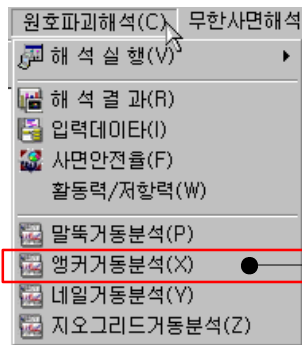 원호파괴해석(C) 무한사면해석
해 석 실 행(V)
해 석 결 과(R)
입력데이타(I)
사면안전율(F)
활동력/저항력(W)
말뚝거동분석(P)
앵커거동분석(X)
네일거동분석(Y)
지오그리드거동분석(Z)